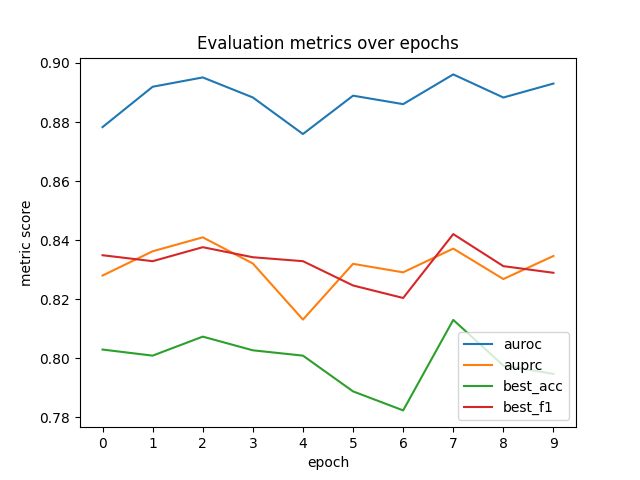 Evaluation metrics over epochs
metric score
0.90
0.88
0.86
0.84
0.82
0.80
0.78
auroc
auprc
best_acc
best_f1
0 1 2 3 4 5 6 7 8 9
epoch